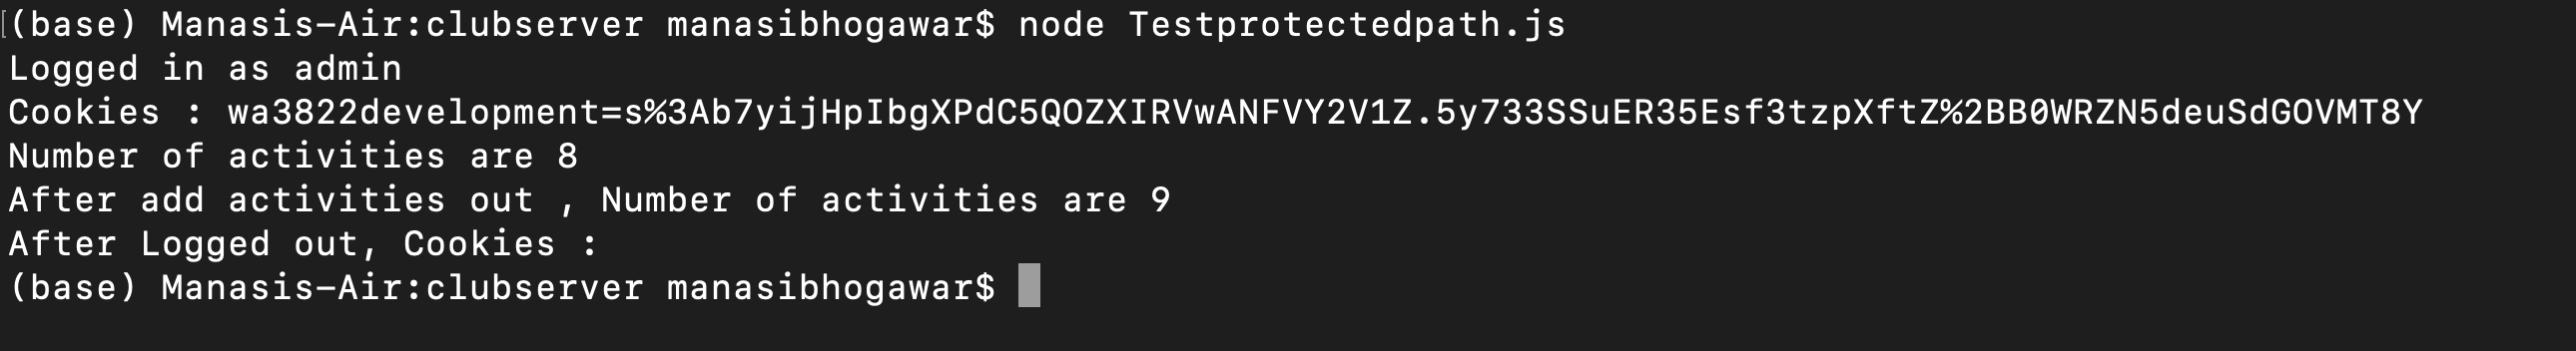 (base) Manasis-Air:clubserver manasibhogawar$ node Testprotectedpath.js
Logged in as admin
Cookies : wa3822development=s%3Ab7yijHpIbgXPdC5QOZXIRVwANFVY2V1Z.5y733SSuER35Esf3tzpXftZ%2BB0WRZN5deuSdGOVMT8Y
Number of activities are 8
After add activities out , Number of activities are 9
After Logged out, Cookies :
(base) Manasis-Air:clubserver manasibhogawar$